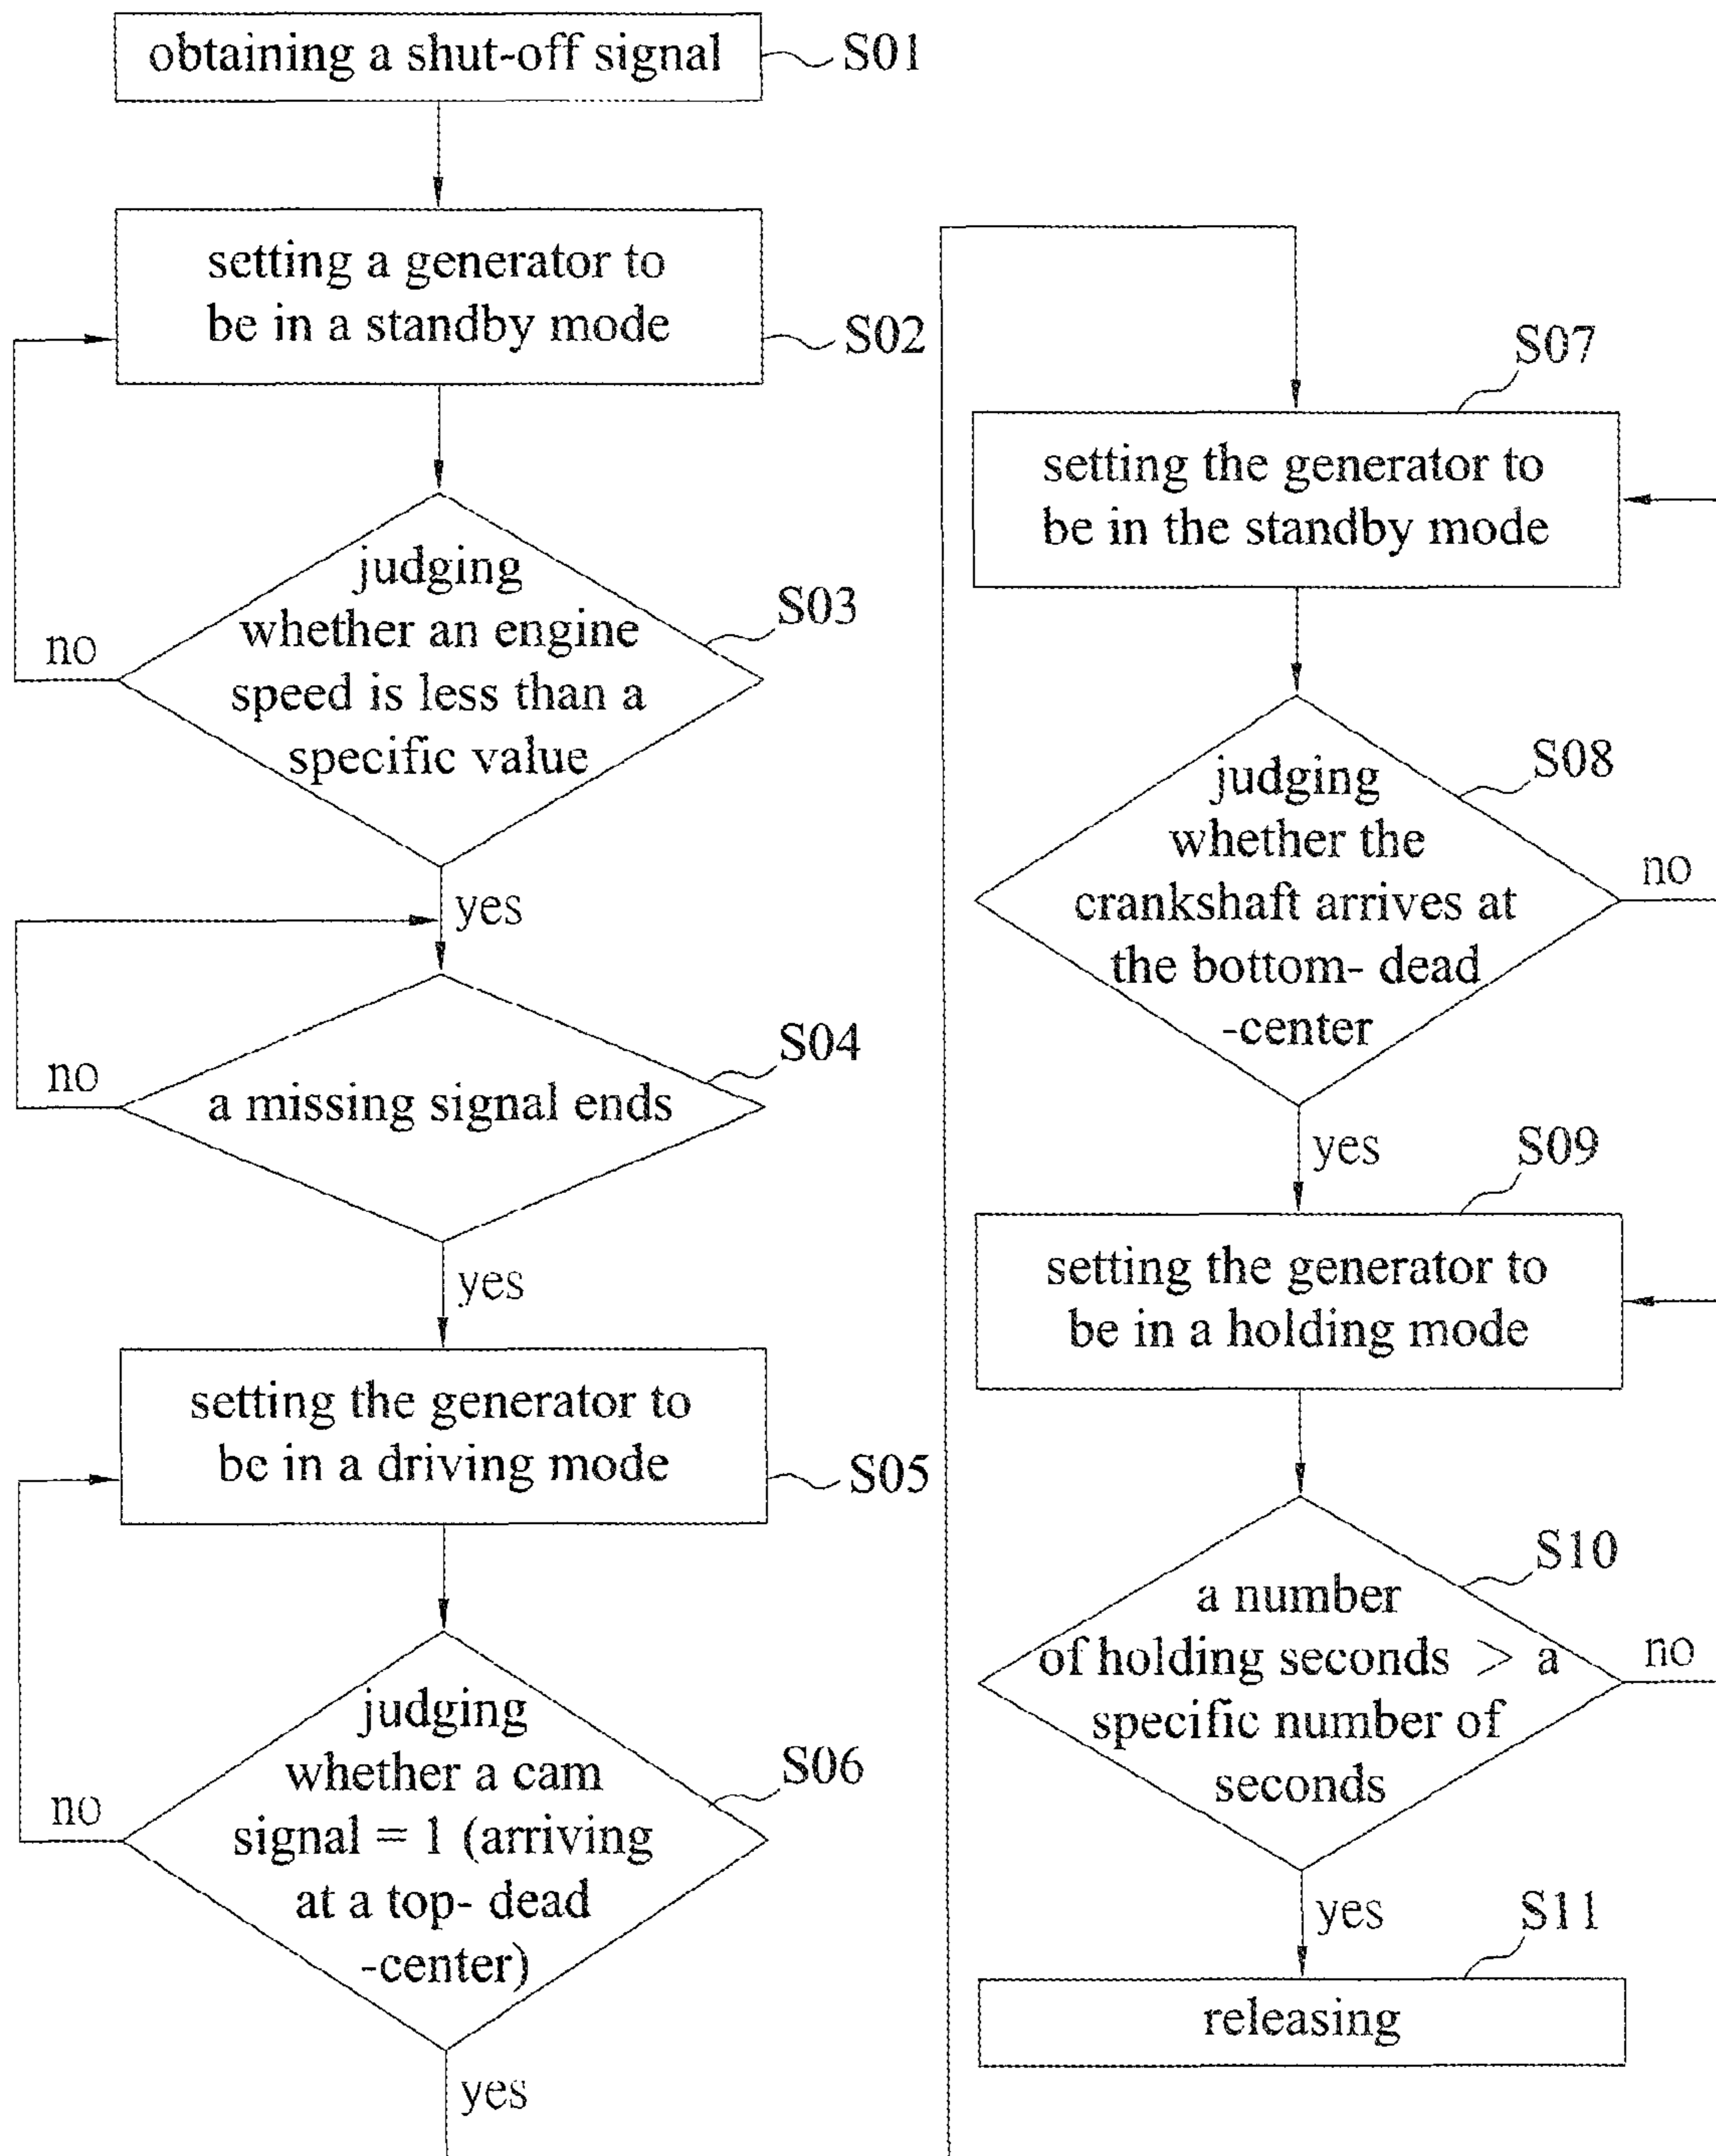 obtaining a shut-off signal
S01
setting a generator to
be in a standby mode
S02
judging
whether an engine
speed is less than a
specific value
S03
no
yes
a missing signal ends
S04
no
yes
setting the generator to
be in a driving mode
S05
judging
whether a cam
signal = 1 (arriving
at a top- dead
-center)
S06
no
yes
S07
setting the generator to
be in the standby mode
judging
whether the
crankshaft arrives at
the bottom- dead
-center
S08
no
yes
S09
setting the generator to
be in a holding mode
S10
a number
of holding seconds > a
specific number of
seconds
no
yes
S11
releasing